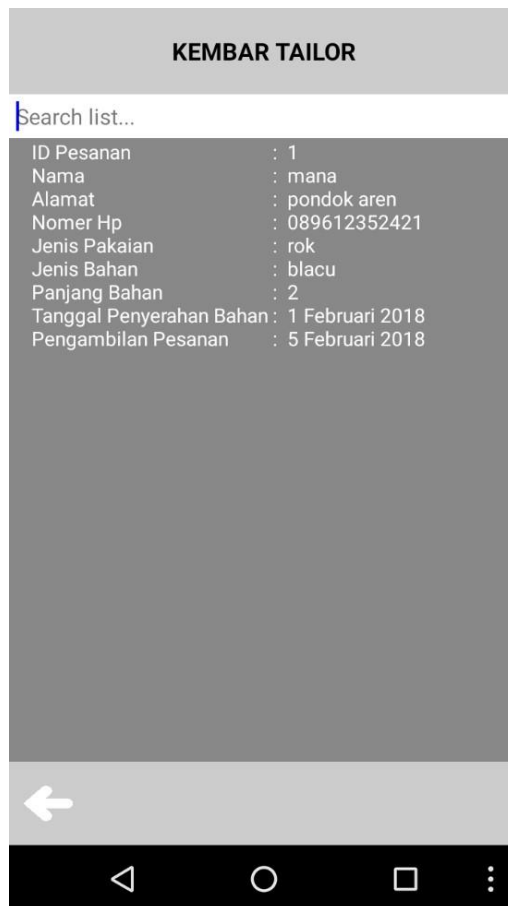 KEMBAR TAILOR
Search list...
ID Pesanan : 1
Nama : mana
Alamat : pondok aren
Nomer Hp : 089612352421
Jenis Pakaian : rok
Jenis Bahan : blacu
Panjang Bahan : 2
Tanggal Penyerahan Bahan : 1 Februari 2018
Pengambilan Pesanan : 5 Februari 2018